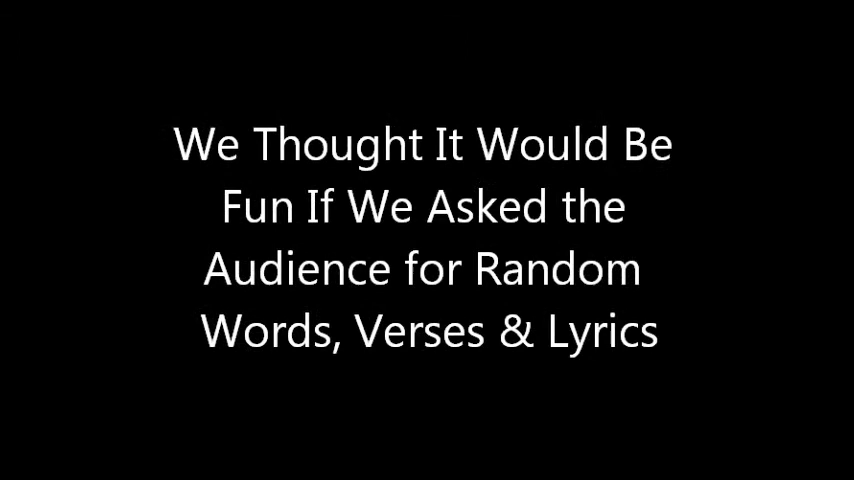 We Thought It Would Be
Fun If We Asked the
Audience for Random
Words, Verses & Lyrics